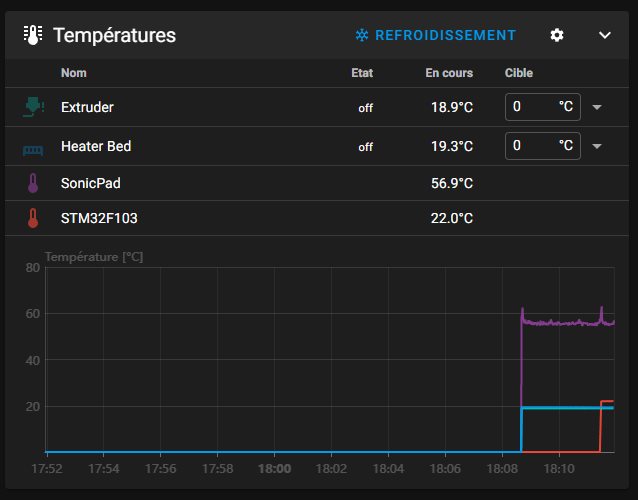 Températures
REFROIDISSEMENT
Nom Etat En cours Cible
Extruder off 18.9°C 0 °C
Heater Bed off 19.3°C 0 °C
SonicPad 56.9°C
STM32F103 22.0°C
Température [°C]
80
60
40
20
17:52 17:54 17:56 17:58 18:00 18:02 18:04 18:06 18:08 18:10